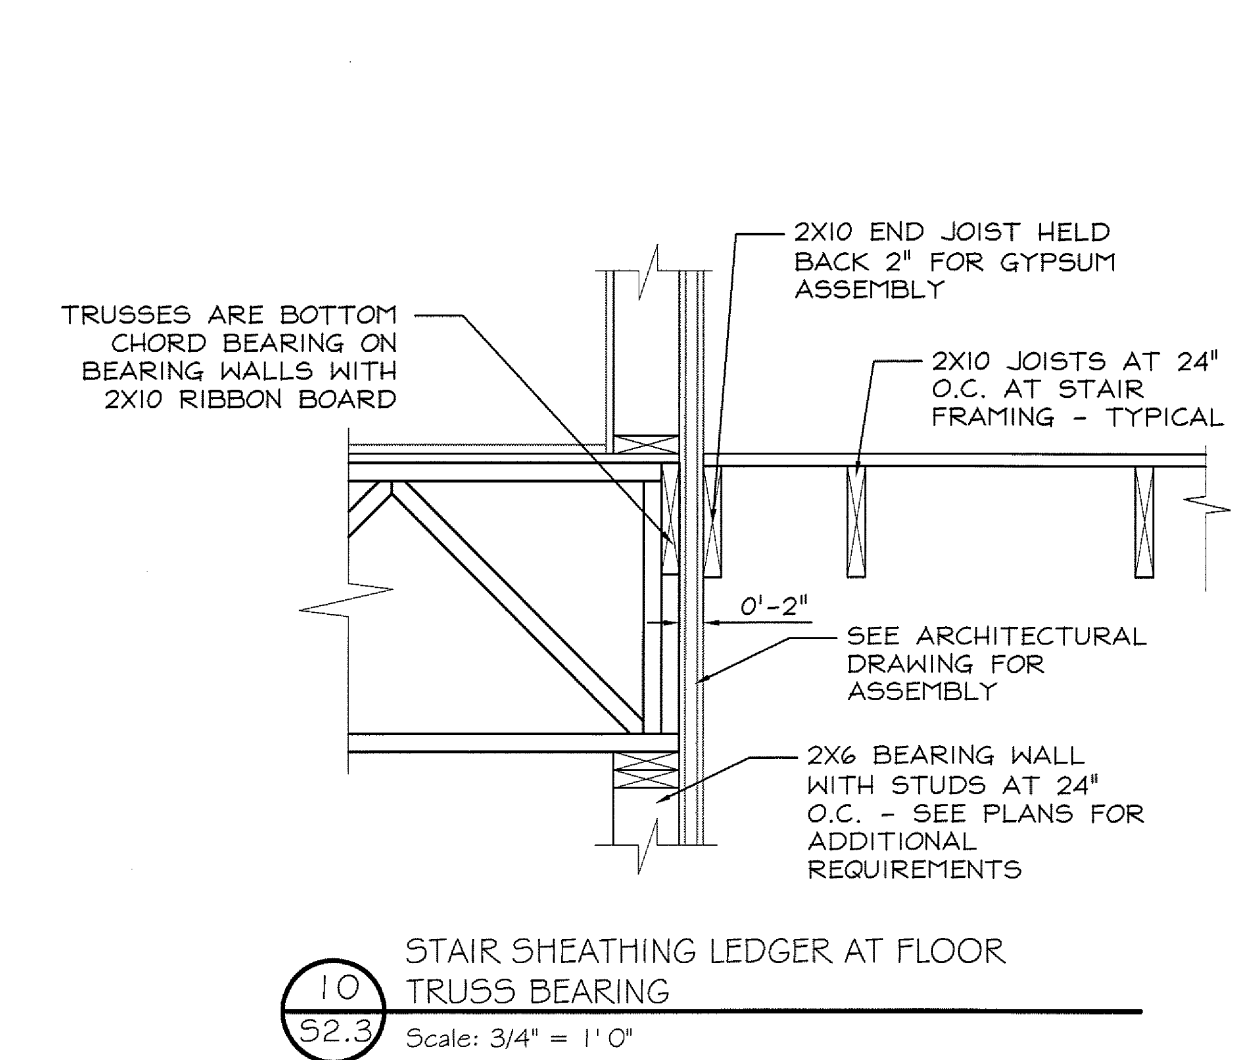 2X10 END JOIST HELD
BACK 2" FOR GYPSUM
ASSEMBLY
TRUSSES ARE BOTTOM
CHORD BEARING ON
BEARING WALLS WITH
2X10 RIBBON BOARD
2X10 JOISTS AT 24"
O.C. AT STAIR
FRAMING - TYPICAL
0'-2"
SEE ARCHITECTURAL
DRAWING FOR
ASSEMBLY
2X6 BEARING WALL
WITH STUDS AT 24"
O.C. - SEE PLANS FOR
ADDITIONAL
REQUIREMENTS
10
S2.3
STAIR SHEATHING LEDGER AT FLOOR
TRUSS BEARING
Scale: 3/4" = 1' 0"